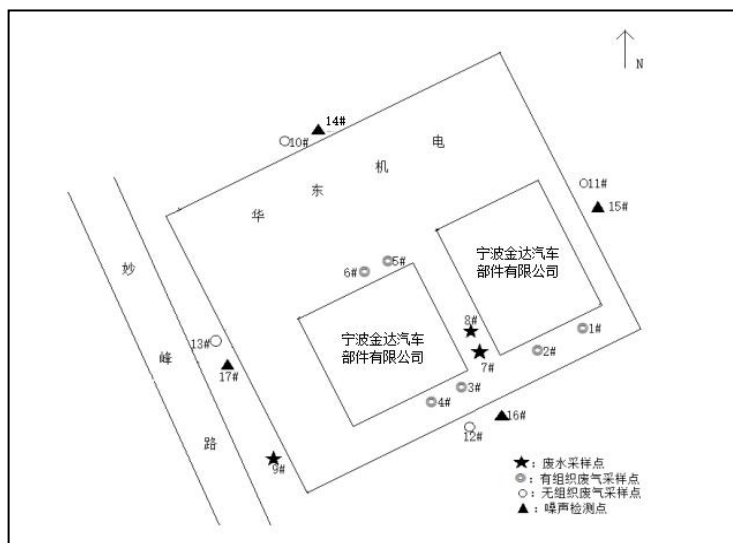 N
14#
10#
电
机
东
华
11#
15#
妙
峰
路
宁波金达汽车
部件有限公司
5#
6#
宁波金达汽车
部件有限公司
8#
7#
1#
2#
3#
4#
13#
17#
16#
12#
9#
★：废水采样点
◎：有组织废气采样点
○：无组织废气采样点
▲：噪声检测点